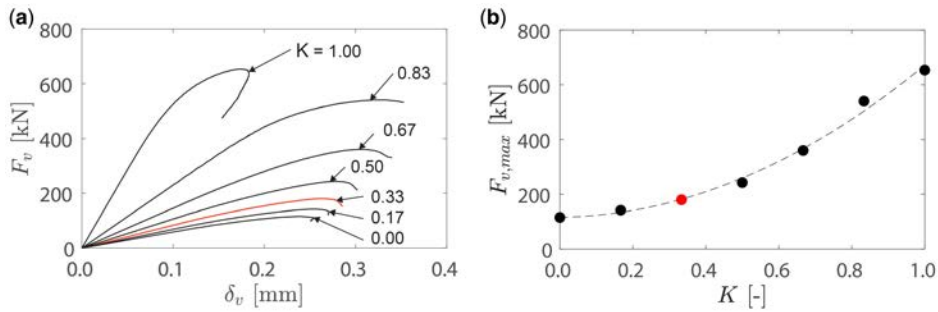 (a)
800
600
400
200
0
0.0 0.1 0.2 0.3 0.4
F_v [kN]
δ_v [mm]
K = 1.00
0.83
0.67
0.50
0.33
0.17
0.00
(b)
800
600
400
200
0
0.0 0.2 0.4 0.6 0.8 1.0
F_{v,max} [kN]
K [-]